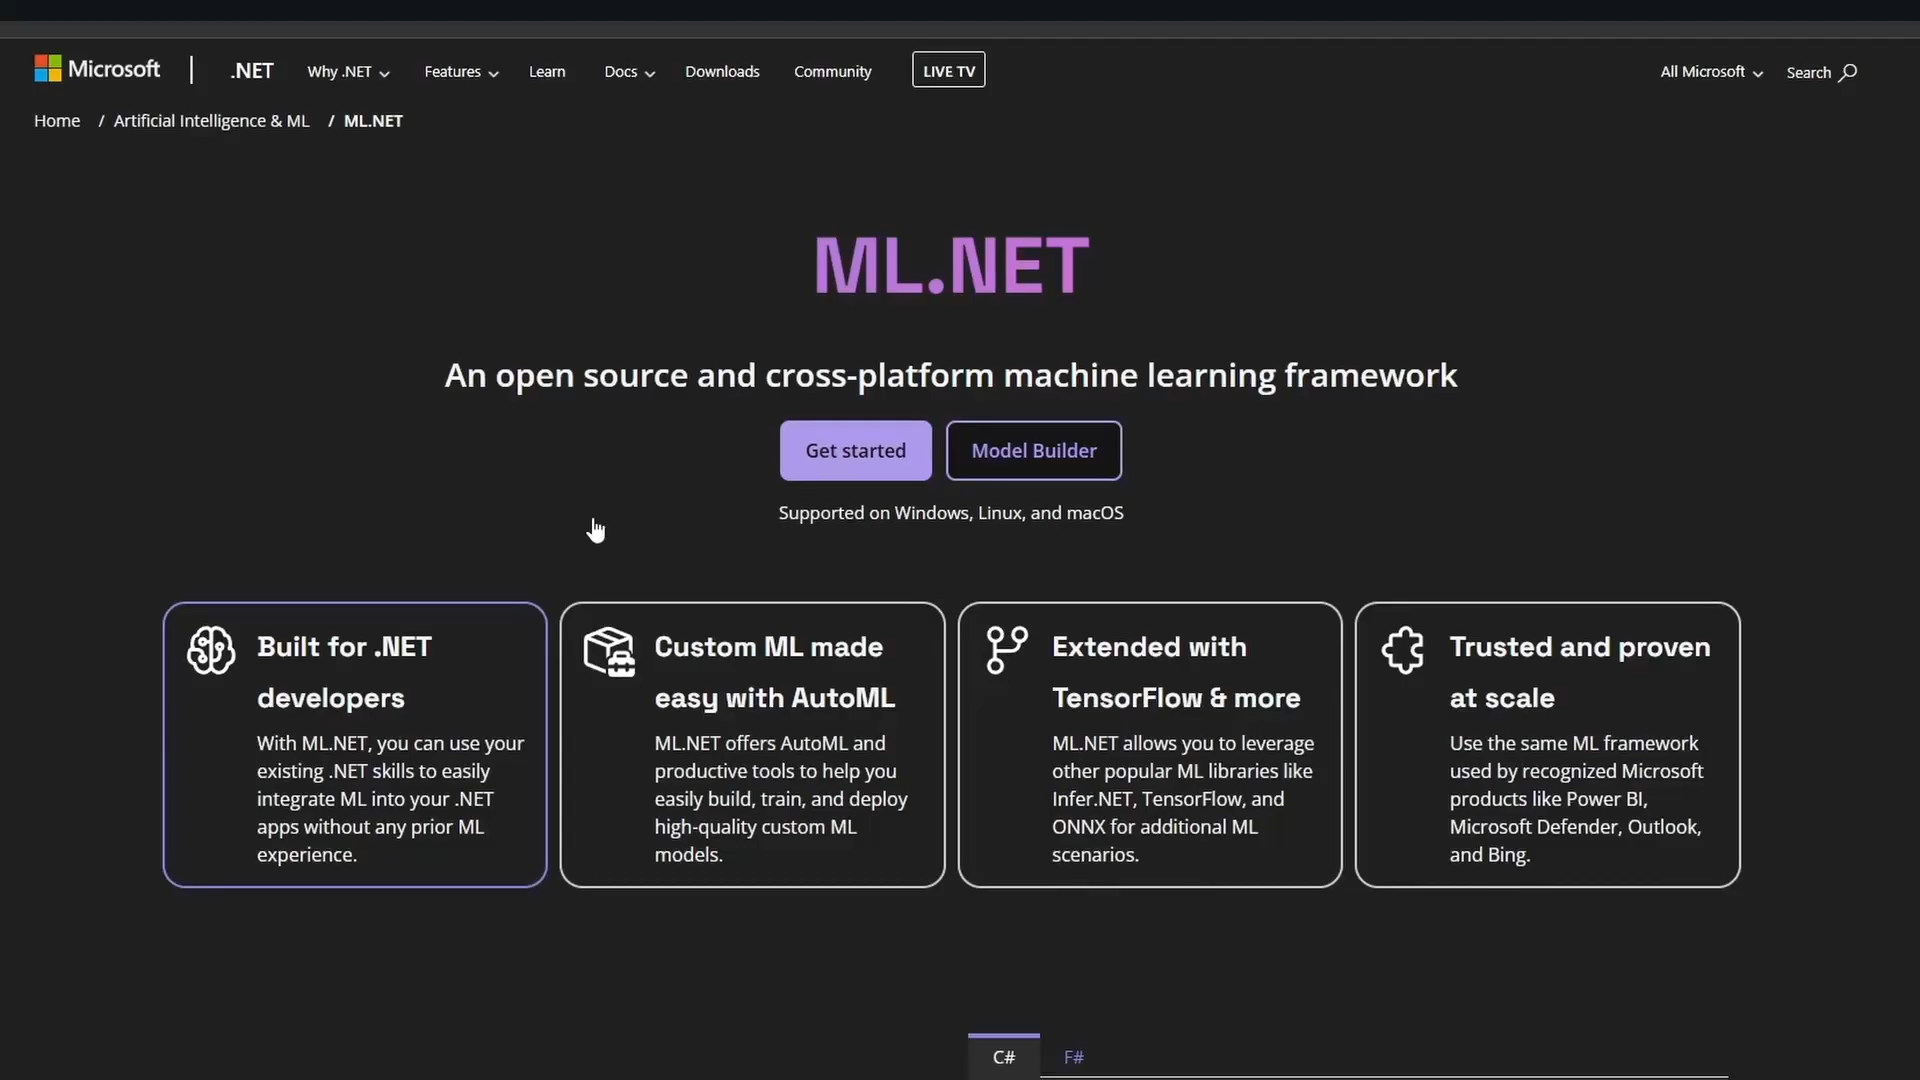 Microsoft .NET Why .NET Features Learn Docs Downloads Community LIVE TV All Microsoft Search
Home / Artificial Intelligence & ML / ML.NET
ML.NET
An open source and cross-platform machine learning framework
Get started Model Builder
Supported on Windows, Linux, and macOS
Built for .NET
developers
With ML.NET, you can use your
existing .NET skills to easily
integrate ML into your .NET
apps without any prior ML
experience.
Custom ML made
easy with AutoML
ML.NET offers AutoML and
productive tools to help you
easily build, train, and deploy
high-quality custom ML
models.
Extended with
TensorFlow & more
ML.NET allows you to leverage
other popular ML libraries like
Infer.NET, TensorFlow, and
ONNX for additional ML
scenarios.
Trusted and proven
at scale
Use the same ML framework
used by recognized Microsoft
products like Power BI,
Microsoft Defender, Outlook,
and Bing.
C# F#